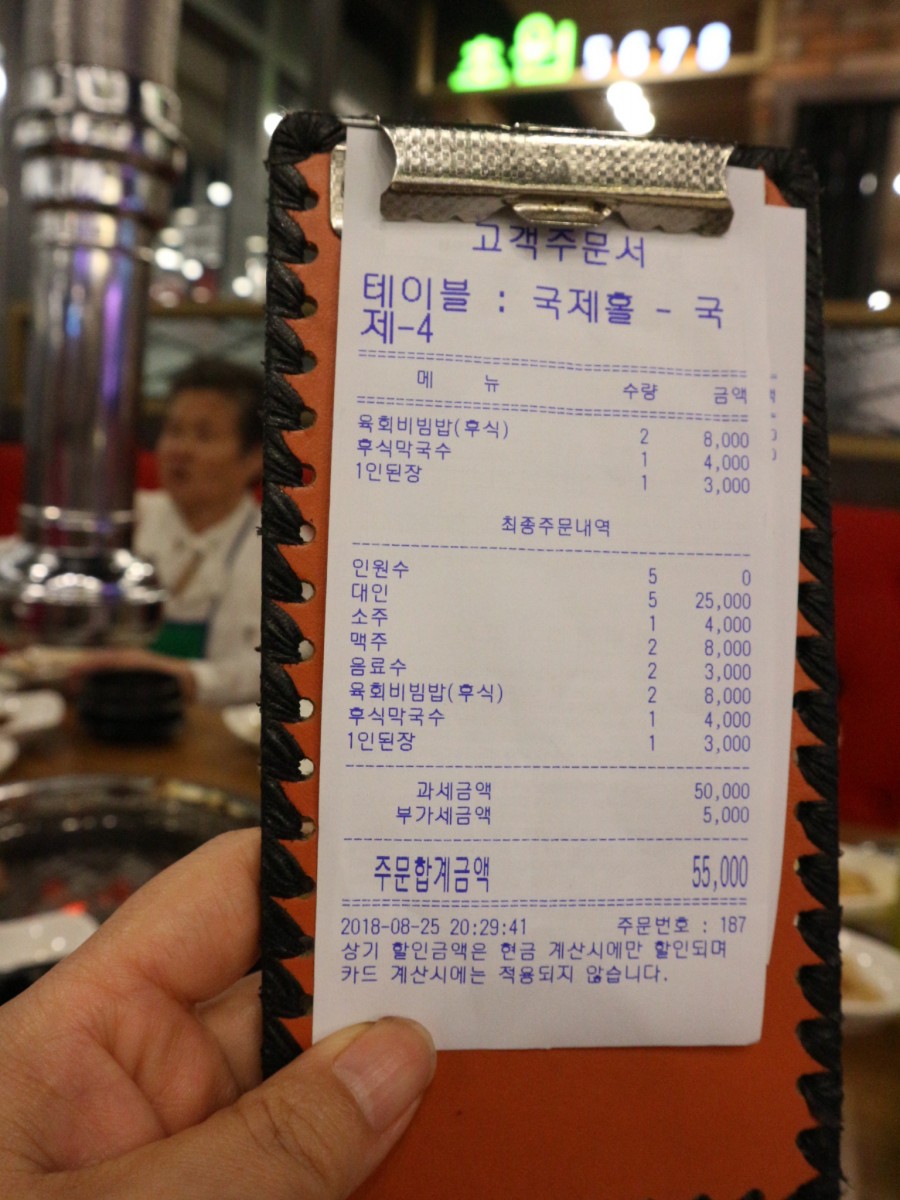 초원5678
고객주문서
테이블 : 국제홀 - 국
제-4
메 뉴 수량 금액
육회비빔밥(후식) 2 8,000
후식막국수 1 4,000
1인된장 1 3,000
최종주문내역
인원수 5 0
대인 5 25,000
소주 1 4,000
맥주 2 8,000
음료수 2 3,000
육회비빔밥(후식) 2 8,000
후식막국수 1 4,000
1인된장 1 3,000
과세금액 50,000
부가세금액 5,000
주문합계금액 55,000
2018-08-25 20:29:41 주문번호 : 187
상기 할인금액은 현금 계산시에만 할인되며
카드 계산시에는 적용되지 않습니다.